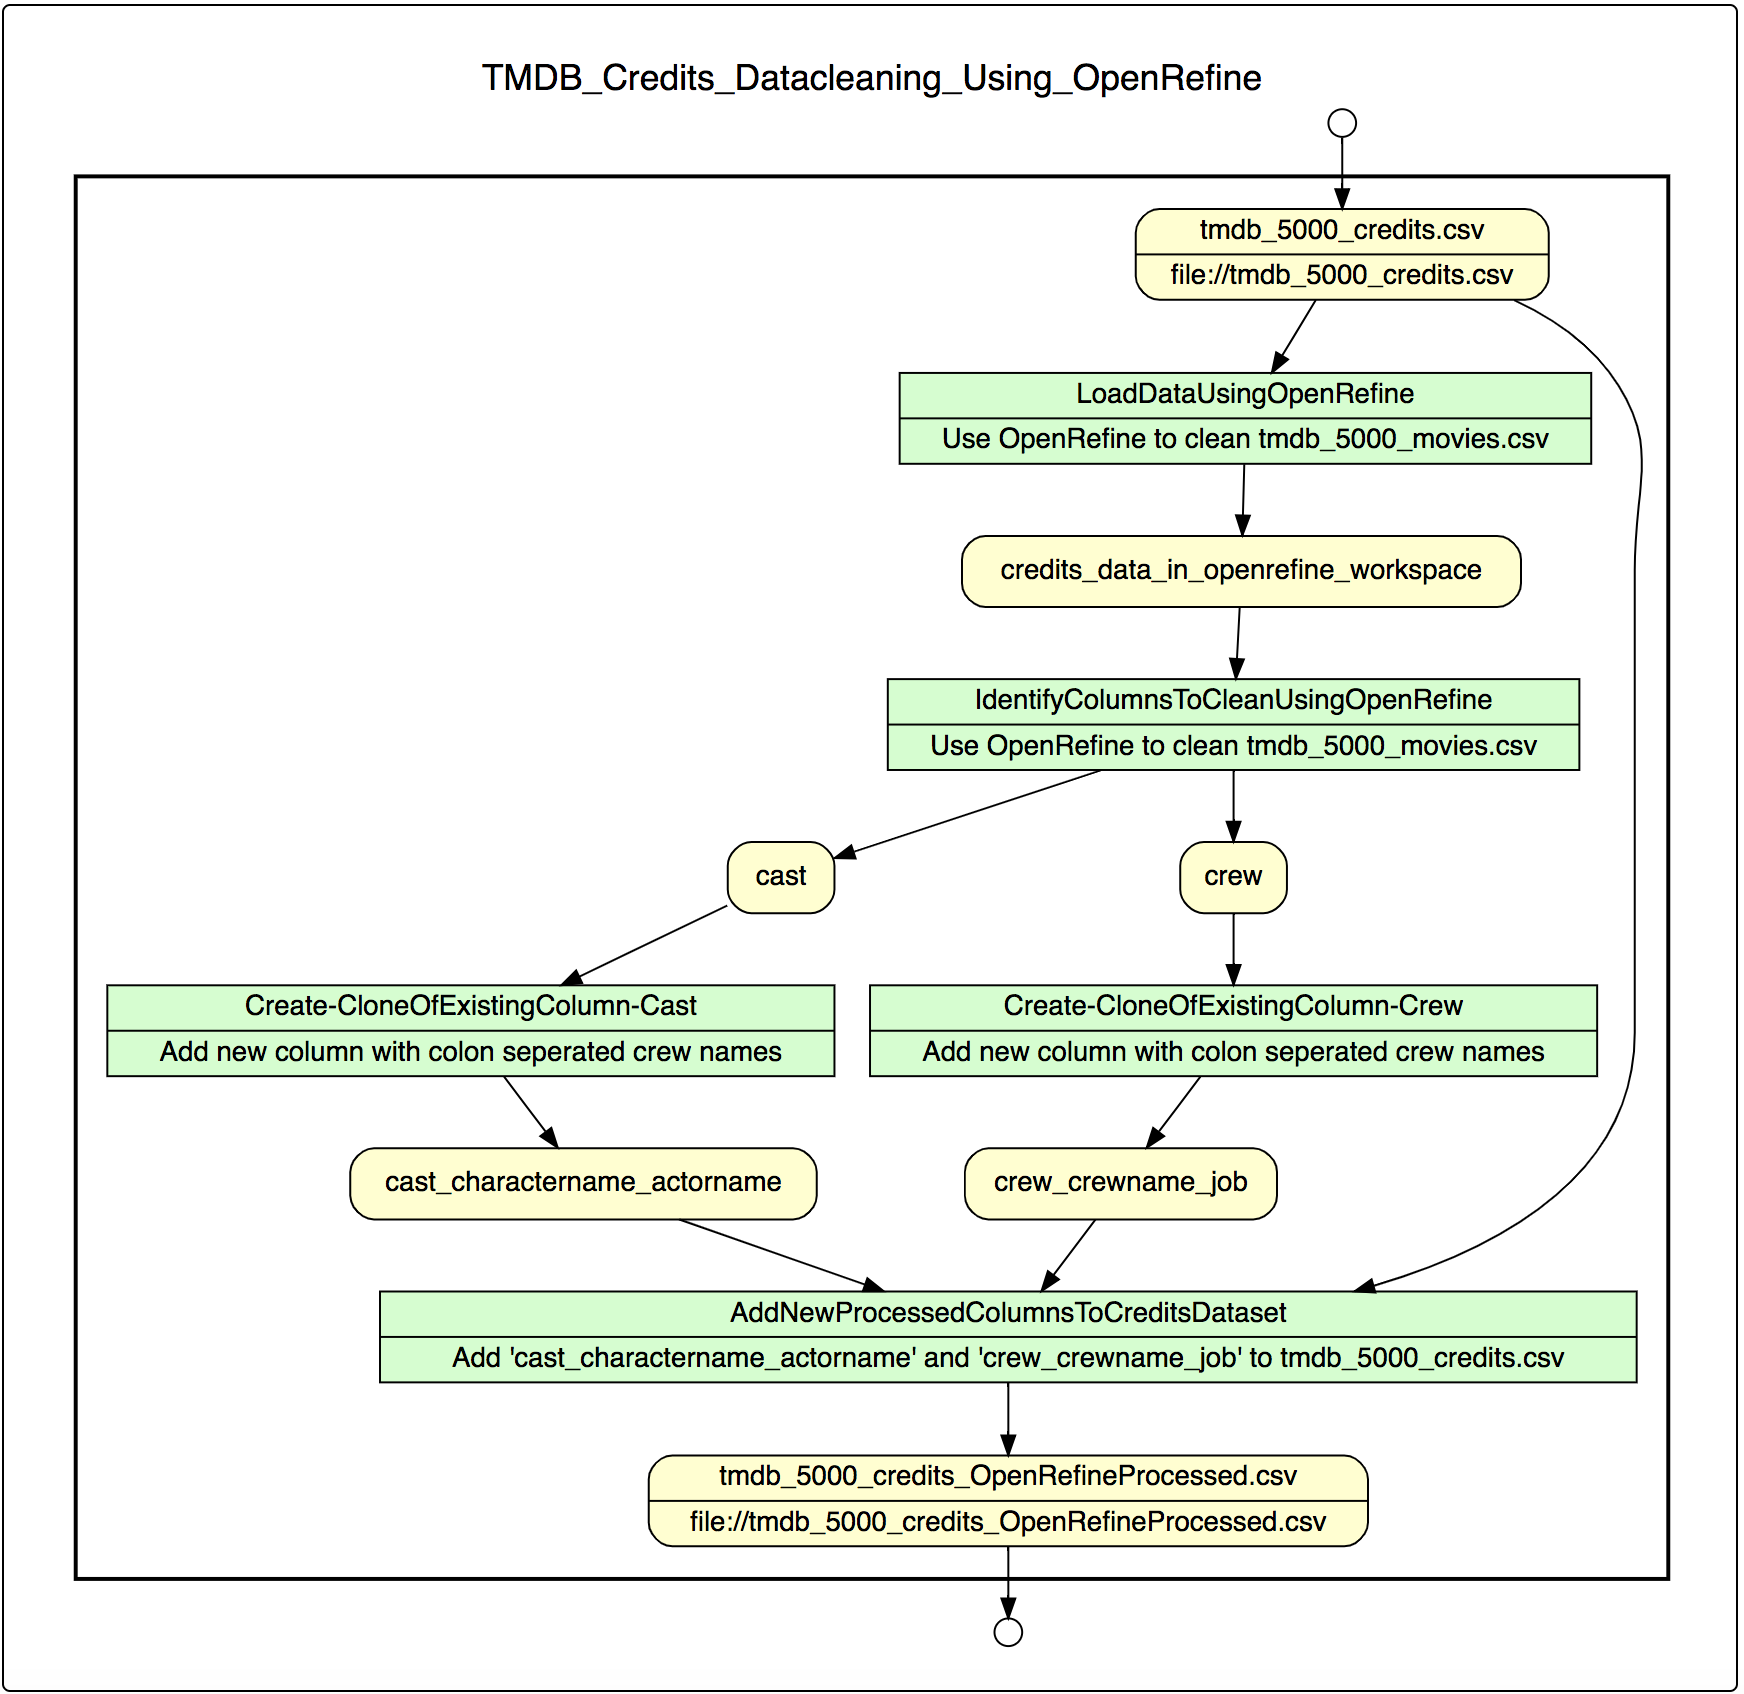 TMDB_Credits_Datacleaning_Using_OpenRefine
tmdb_5000_credits.csv
file://tmdb_5000_credits.csv
LoadDataUsingOpenRefine
Use OpenRefine to clean tmdb_5000_movies.csv
credits_data_in_openrefine_workspace
IdentifyColumnsToCleanUsingOpenRefine
Use OpenRefine to clean tmdb_5000_movies.csv
cast
crew
Create-CloneOfExistingColumn-Cast
Add new column with colon seperated crew names
Create-CloneOfExistingColumn-Crew
Add new column with colon seperated crew names
cast_charactername_actorname
crew_crewname_job
AddNewProcessedColumnsToCreditsDataset
Add 'cast_charactername_actorname' and 'crew_crewname_job' to tmdb_5000_credits.csv
tmdb_5000_credits_OpenRefineProcessed.csv
file://tmdb_5000_credits_OpenRefineProcessed.csv